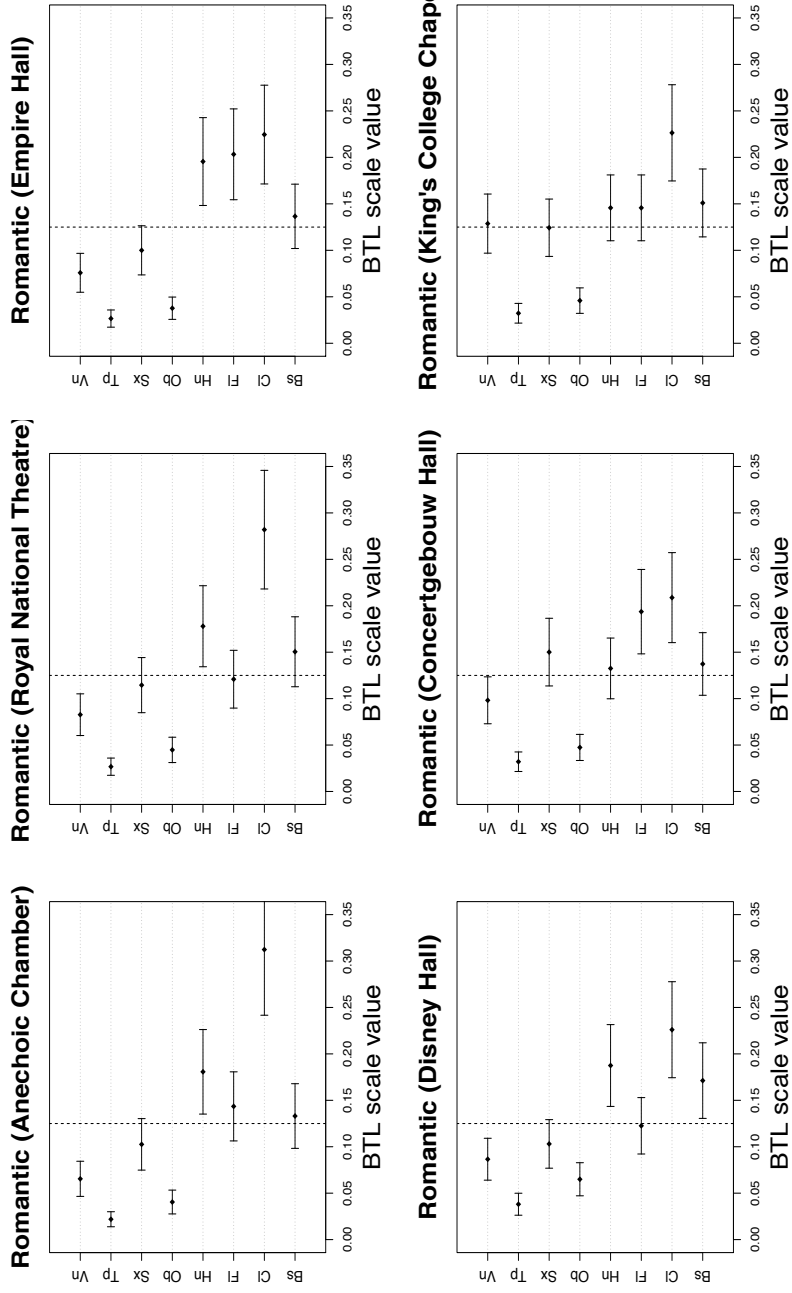 Romantic (Anechoic Chamber)
Vn
Tp
Sx
Ob
Hn
Fl
Cl
Bs
0.00 0.05 0.10 0.15 0.20 0.25 0.30 0.35
BTL scale value
Romantic (Royal National Theatre)
Vn
Tp
Sx
Ob
Hn
Fl
Cl
Bs
0.00 0.05 0.10 0.15 0.20 0.25 0.30 0.35
BTL scale value
Romantic (Empire Hall)
Vn
Tp
Sx
Ob
Hn
Fl
Cl
Bs
0.00 0.05 0.10 0.15 0.20 0.25 0.30 0.35
BTL scale value
Romantic (Disney Hall)
Vn
Tp
Sx
Ob
Hn
Fl
Cl
Bs
0.00 0.05 0.10 0.15 0.20 0.25 0.30 0.35
BTL scale value
Romantic (Concertgebouw Hall)
Vn
Tp
Sx
Ob
Hn
Fl
Cl
Bs
0.00 0.05 0.10 0.15 0.20 0.25 0.30 0.35
BTL scale value
Romantic (King's College Chap
Vn
Tp
Sx
Ob
Hn
Fl
Cl
Bs
0.00 0.05 0.10 0.15 0.20 0.25 0.30 0.35
BTL scale value